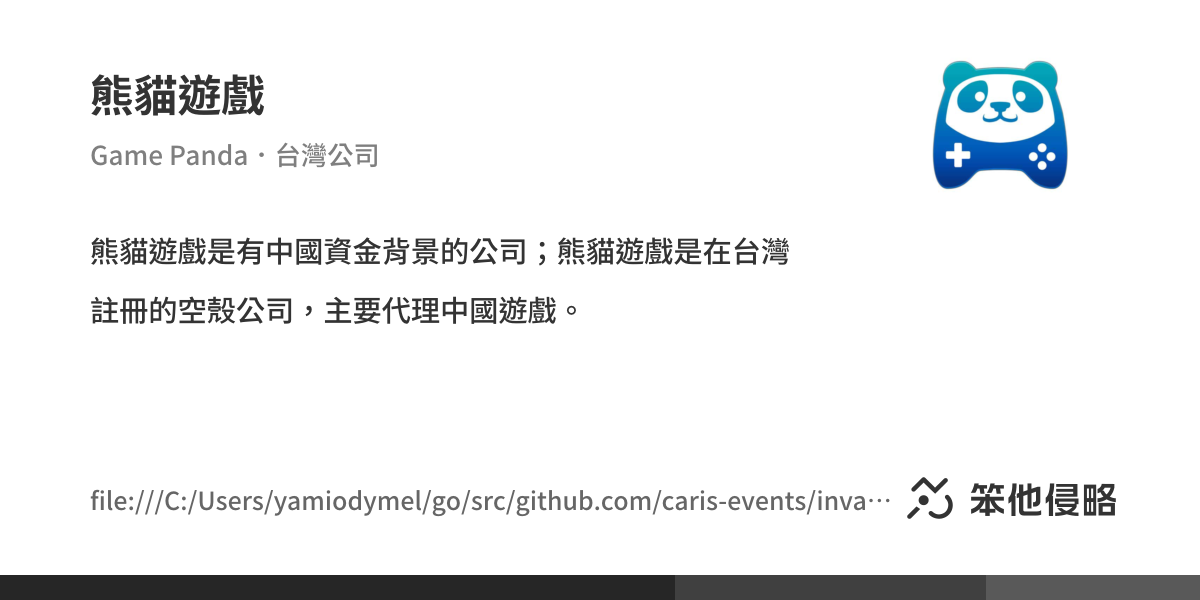 熊貓遊戲
Game Panda・台灣公司
熊貓遊戲是有中國資金背景的公司；熊貓遊戲是在台灣
註冊的空殼公司，主要代理中國遊戲。
file:///C:/Users/yamiodymel/go/src/github.com/caris-events/inva…
笨他侵略